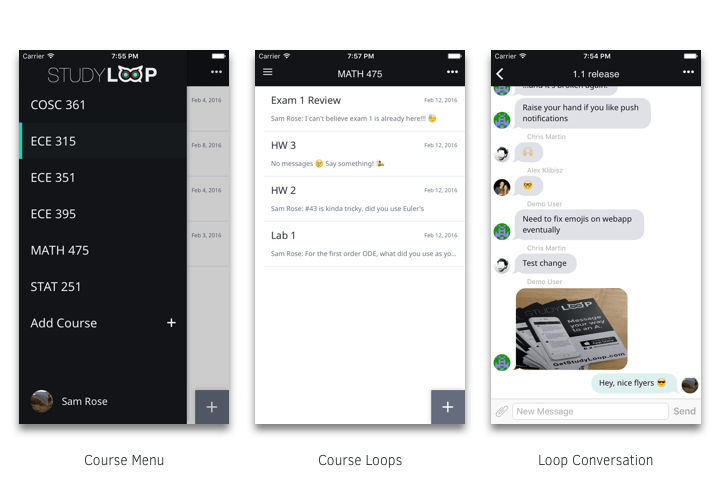 Carrier 7:55 PM
STUDYLOOP
COSC 361
Feb 4, 2016
ECE 315
Feb 8, 2016
ECE 351
Feb 4, 2016
ECE 395
Feb 3, 2016
MATH 475
STAT 251
Add Course +
Sam Rose
+
Course Menu
Carrier 7:57 PM
MATH 475
Exam 1 Review Feb 12, 2016
Sam Rose: I can't believe exam 1 is already here!!! 😓
HW 3 Feb 12, 2016
No messages 😢 Say something! 🙋
HW 2 Feb 12, 2016
Sam Rose: #43 is kinda tricky, did you use Euler's
Lab 1 Feb 12, 2016
Sam Rose: For the first order ODE, what did you use as yo...
+
Course Loops
Carrier 7:54 PM
1.1 release
...and it's broken again!
Raise your hand if you like push
notifications
Chris Martin
🙌
Alex Klibisz
🤓
Demo User
Need to fix emojis on webapp
eventually
Chris Martin
Test change
Demo User
STUDYLOOP
Message
your way
to an A.
GetStudyLoop.com
Hey, nice flyers 😎
New Message Send
Loop Conversation